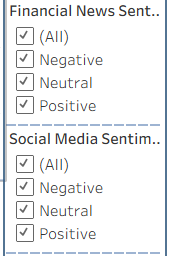 Financial News Sent..
(All)
Negative
Neutral
Positive
Social Media Sentim..
(All)
Negative
Neutral
Positive